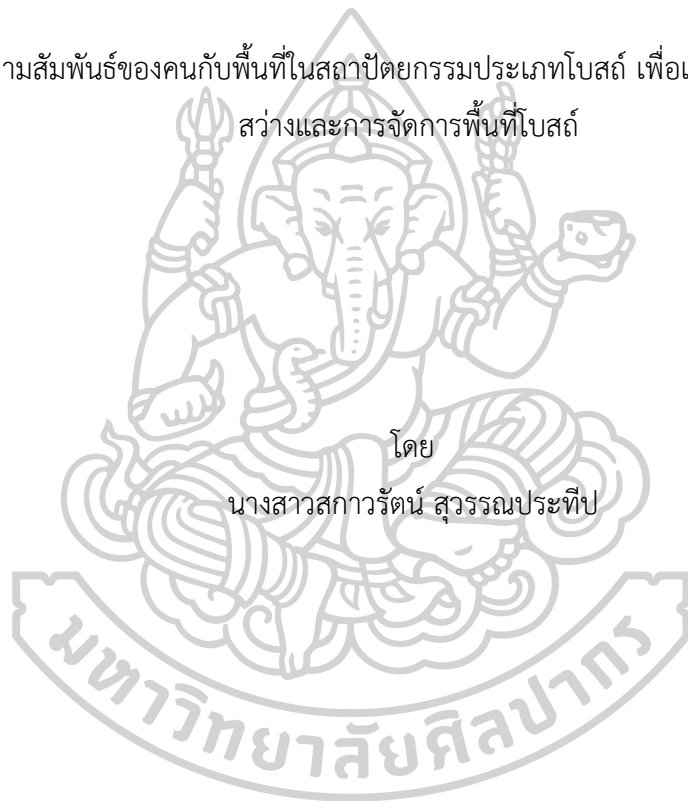 ามสัมพันธ์ของคนกับพื้นที่ในสถาปัตยกรรมประเภทโบสถ์ เพื่อเ
สว่างและการจัดการพื้นที่โบสถ์
โดย
นางสาวสกาวรัตน์ สุวรรณประทีป
มหาวิทยาลัยศิลปากร